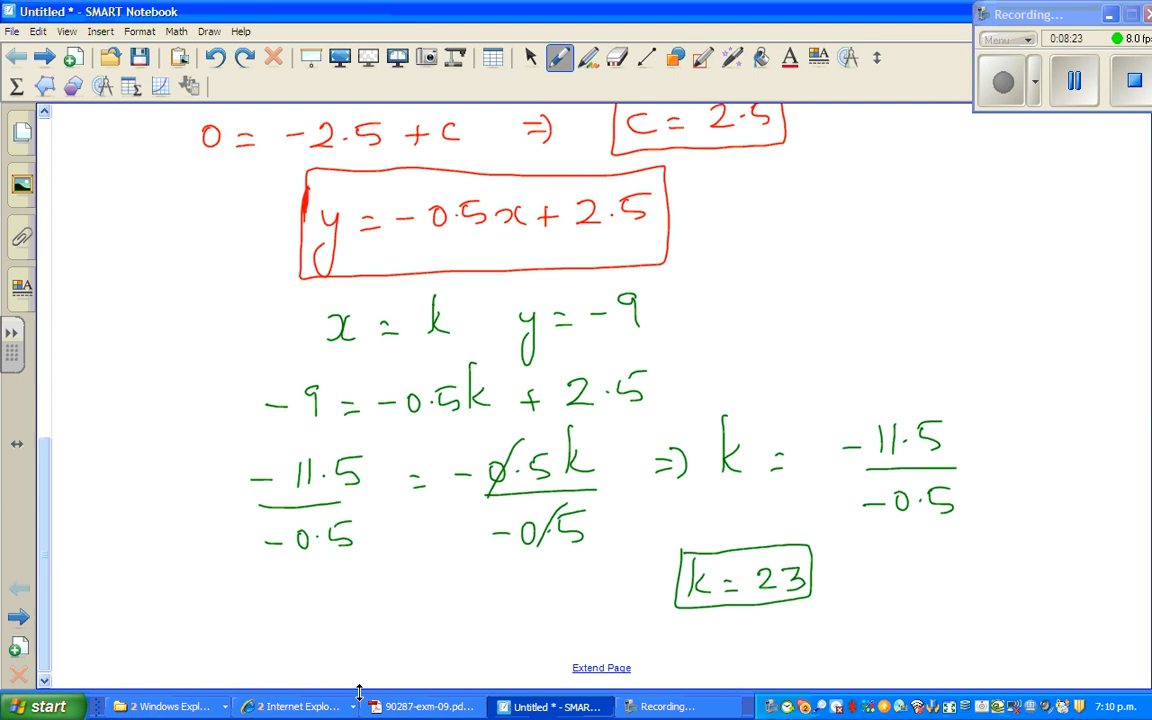 Untitled * - SMART Notebook
Recording...
File Edit View Insert Format Math Draw Help
Menu
0:08:23
8.0 fp
0 = -2.5 + c => c = 2.5
y = -0.5x + 2.5
x = k y = -9
-9 = -0.5k + 2.5
-11.5 / -0.5 = -0.5k / -0.5 => k = -11.5 / -0.5
k = 23
Extend Page
start
2 Windows Expl...
2 Internet Explo...
90287-exm-09.pd...
Untitled * - SMAR...
Recording...
7:10 p.m.